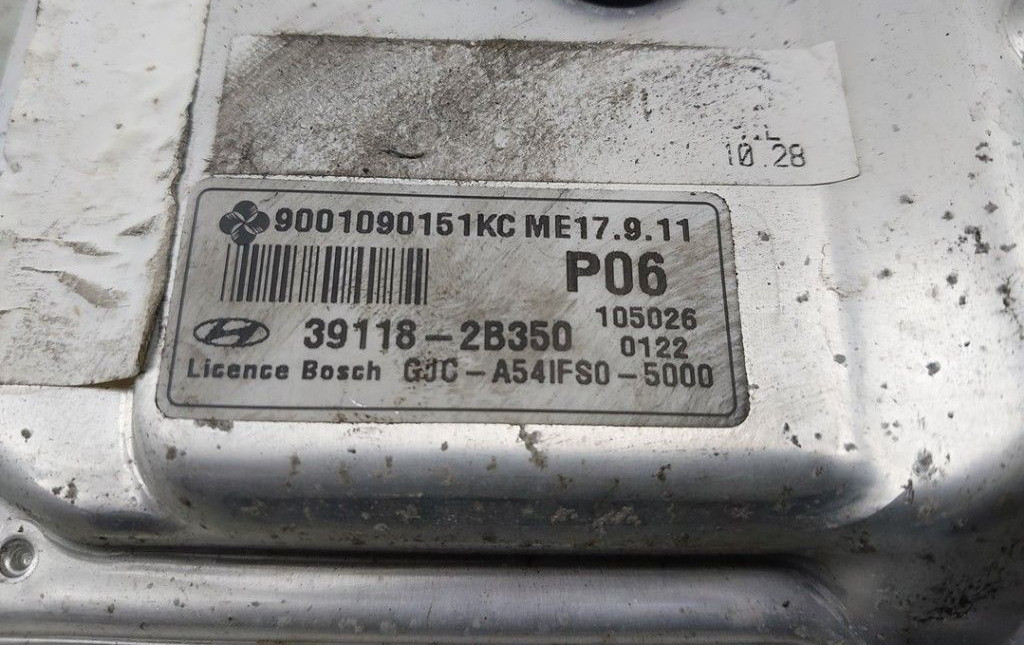 10.28
9001090151KC ME17.9.11
P06
105026
39118-2B350
0122
Licence Bosch GJC-A54IFS0-5000